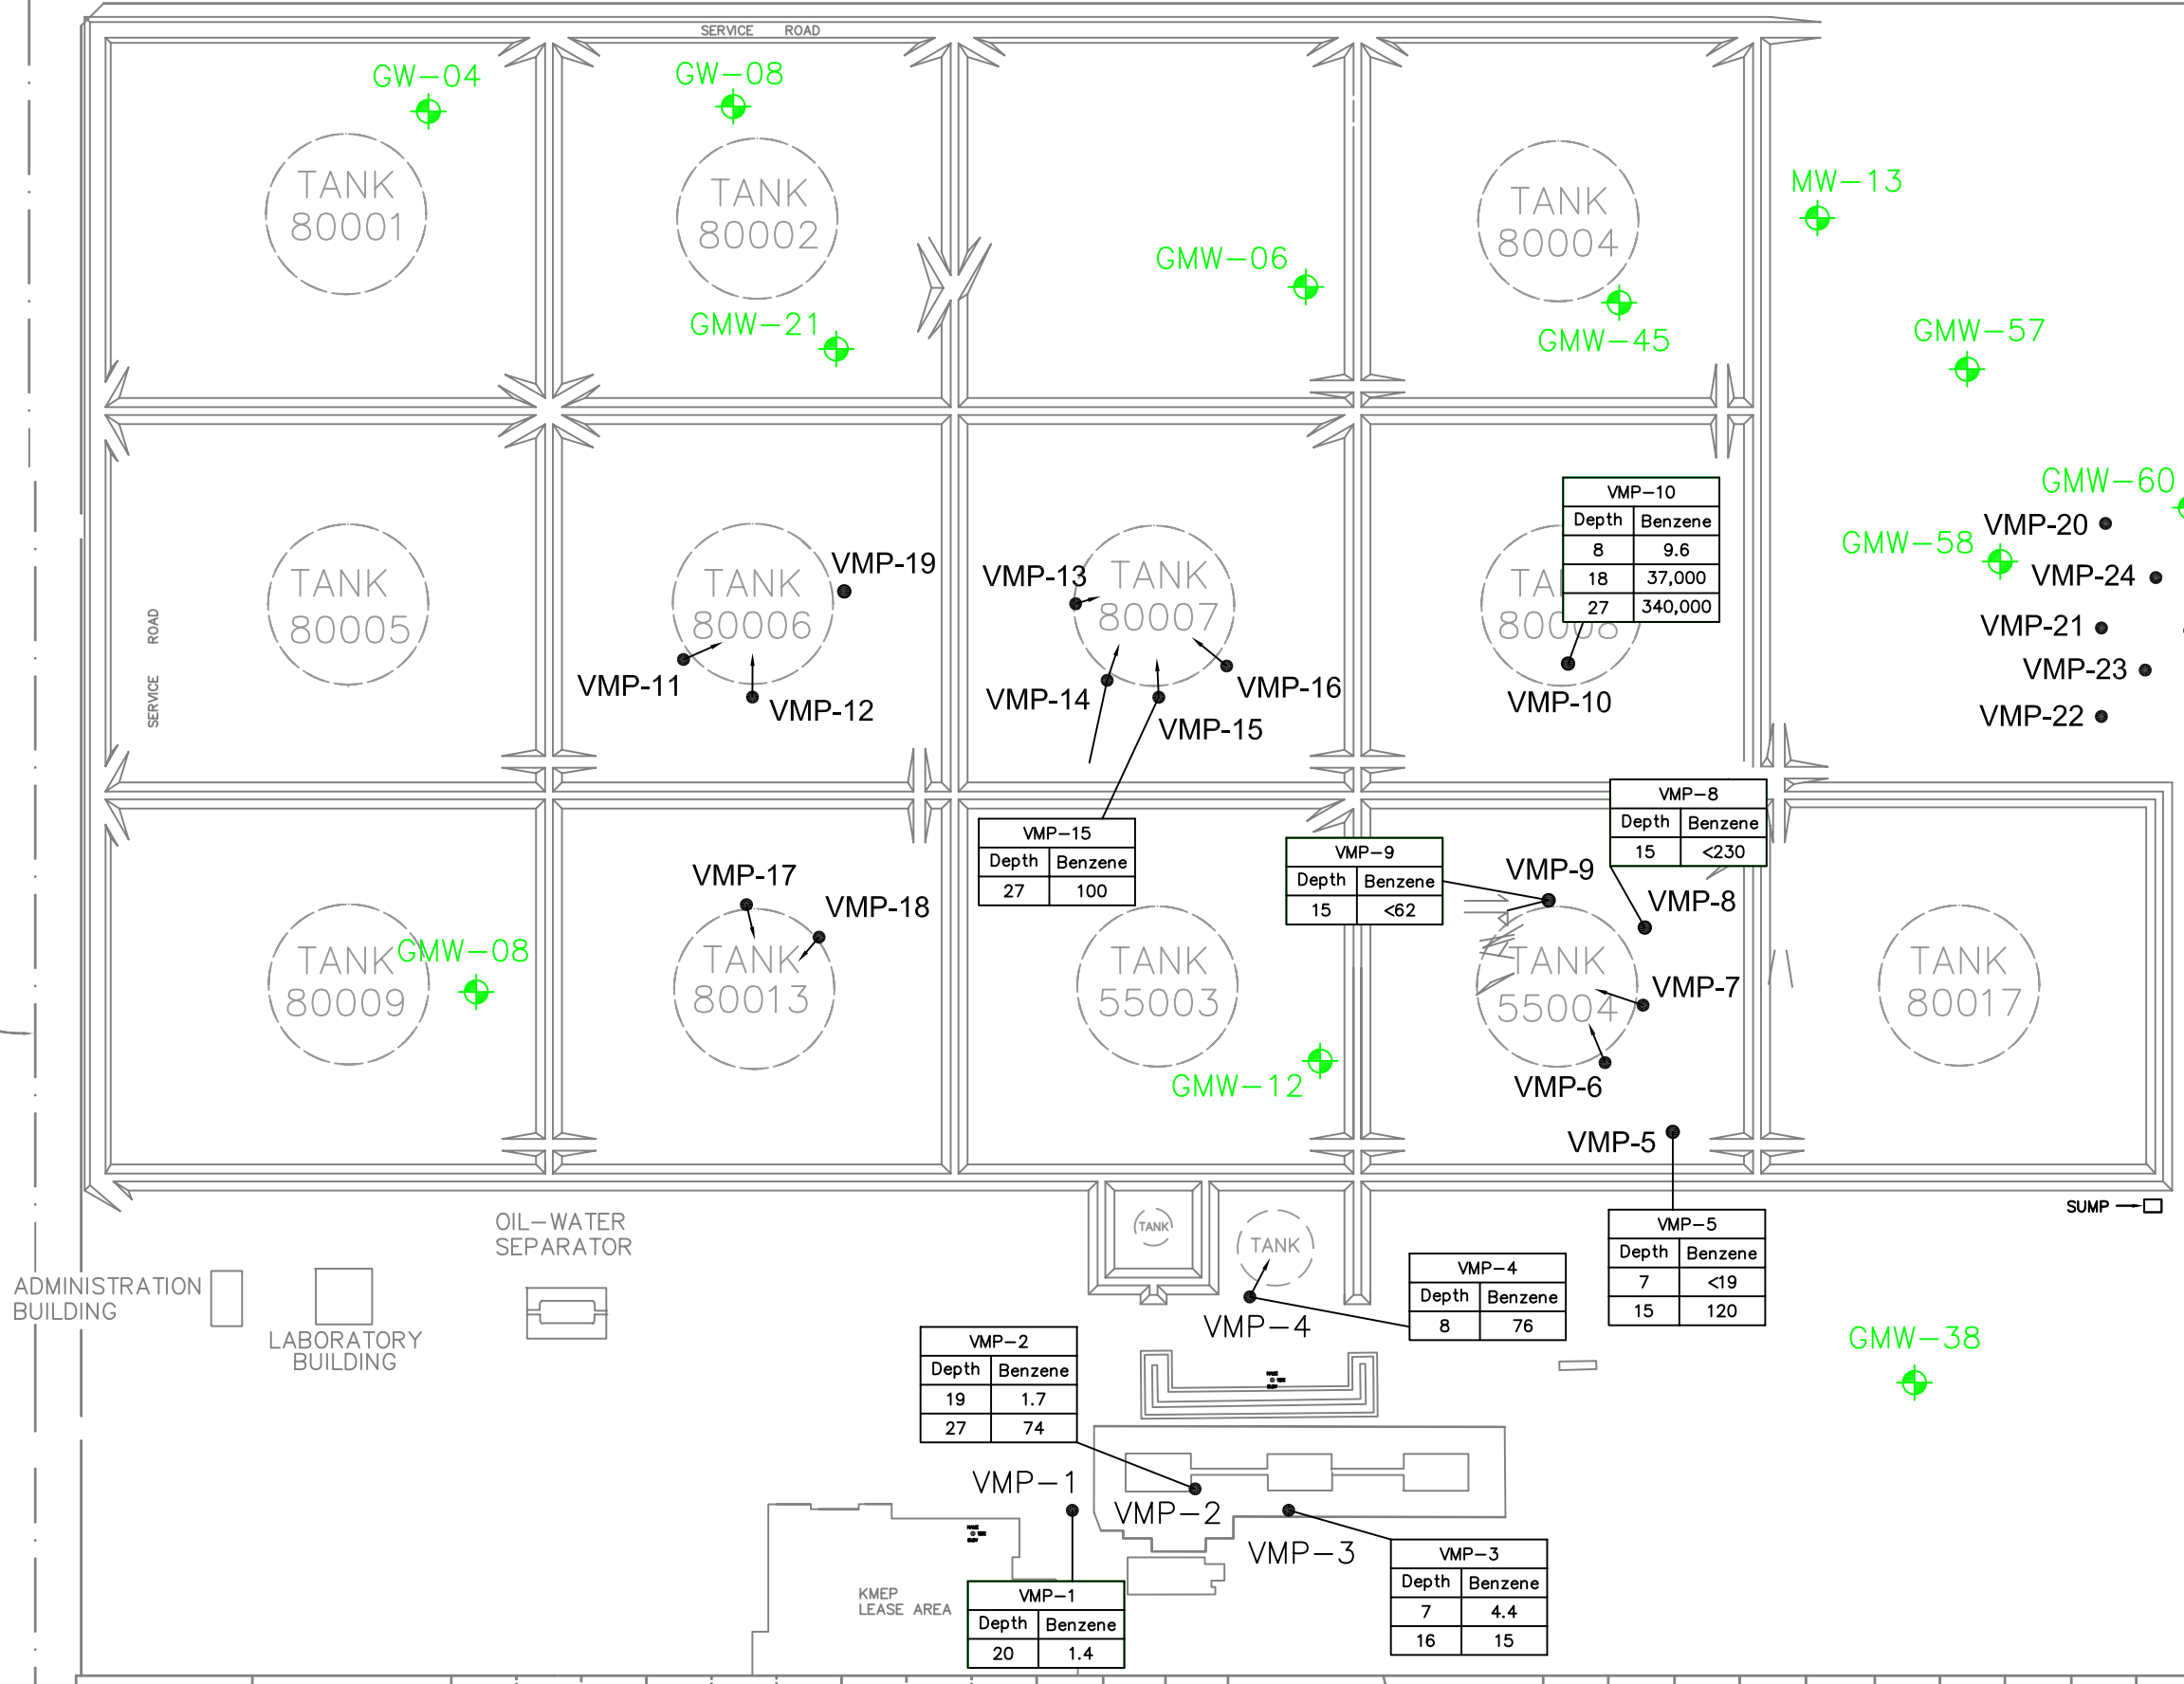 SERVICE ROAD
GW-04
GW-08
TANK
80001
TANK
80002
TANK
80004
MW-13
GMW-06
GMW-21
GMW-45
GMW-57
GMW-60
VMP-10
Depth Benzene
8 9.6
18 37,000
27 340,000
VMP-20
GMW-58
VMP-24
VMP-21
VMP-23
VMP-22
SERVICE ROAD
TANK
80005
TANK
80006
VMP-19
VMP-11
VMP-12
VMP-13
TANK
80007
VMP-14
VMP-15
VMP-16
80008
VMP-10
VMP-15
Depth Benzene
27 100
VMP-9
Depth Benzene
15 <62
VMP-8
Depth Benzene
15 <230
VMP-17
VMP-18
VMP-9
VMP-8
GMW-08
TANK
80009
TANK
80013
TANK
55003
TANK
55004
VMP-7
TANK
80017
GMW-12
VMP-6
VMP-5
SUMP
OIL-WATER
SEPARATOR
TANK
TANK
VMP-5
Depth Benzene
7 <19
15 120
VMP-4
Depth Benzene
8 76
ADMINISTRATION
BUILDING
LABORATORY
BUILDING
VMP-4
GMW-38
VMP-2
Depth Benzene
19 1.7
27 74
VMP-1
VMP-2
VMP-3
VMP-3
Depth Benzene
7 4.4
16 15
KMEP
LEASE AREA
VMP-1
Depth Benzene
20 1.4